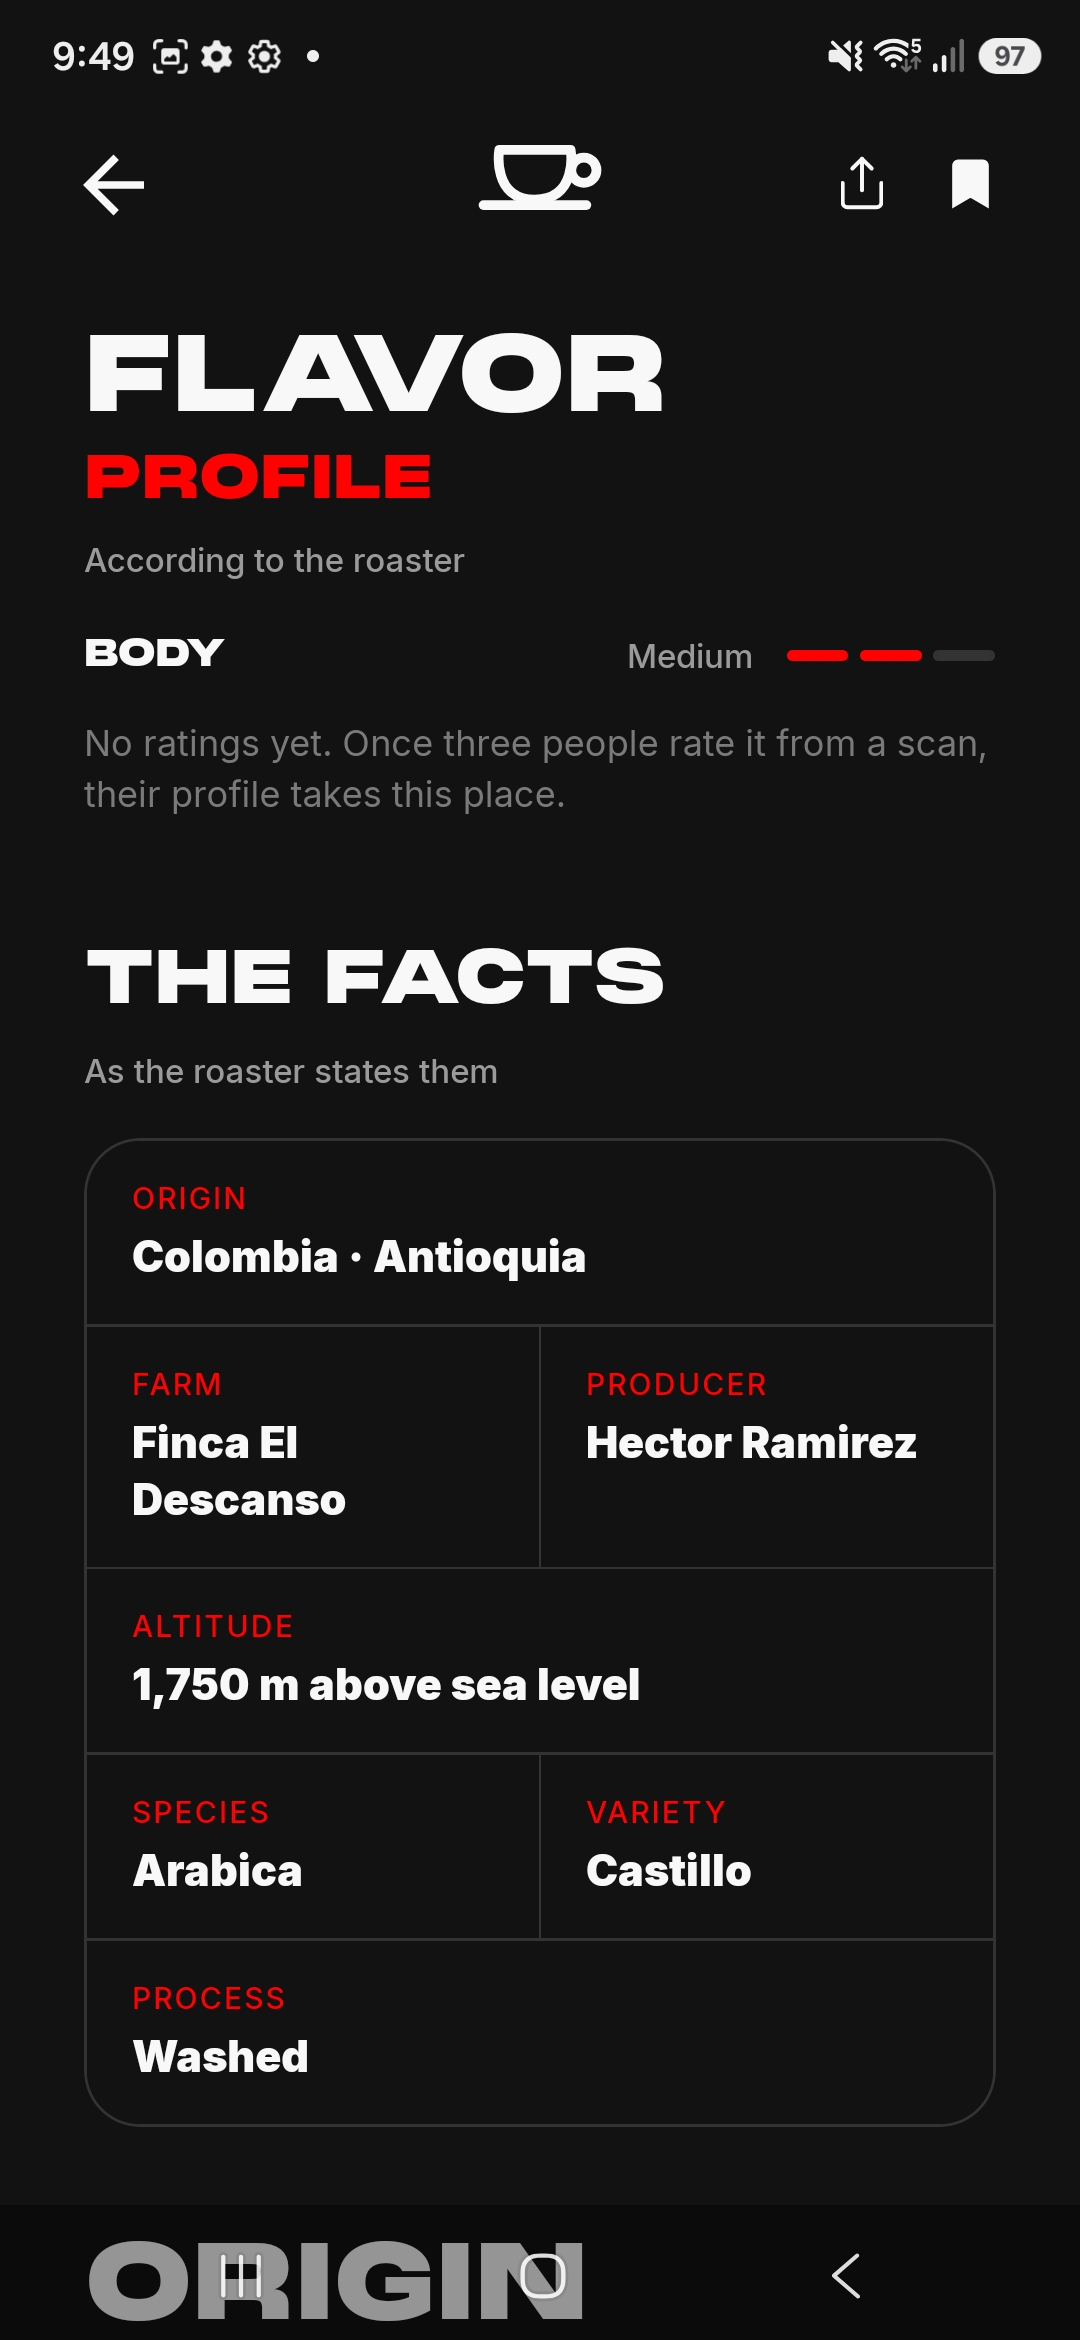 9:49
5
97
FLAVOR
PROFILE
According to the roaster
BODY
Medium
No ratings yet. Once three people rate it from a scan,
their profile takes this place.
THE FACTS
As the roaster states them
ORIGIN
Colombia · Antioquia
FARM
Finca El
Descanso
PRODUCER
Hector Ramirez
ALTITUDE
1,750 m above sea level
SPECIES
Arabica
VARIETY
Castillo
PROCESS
Washed
ORIGIN